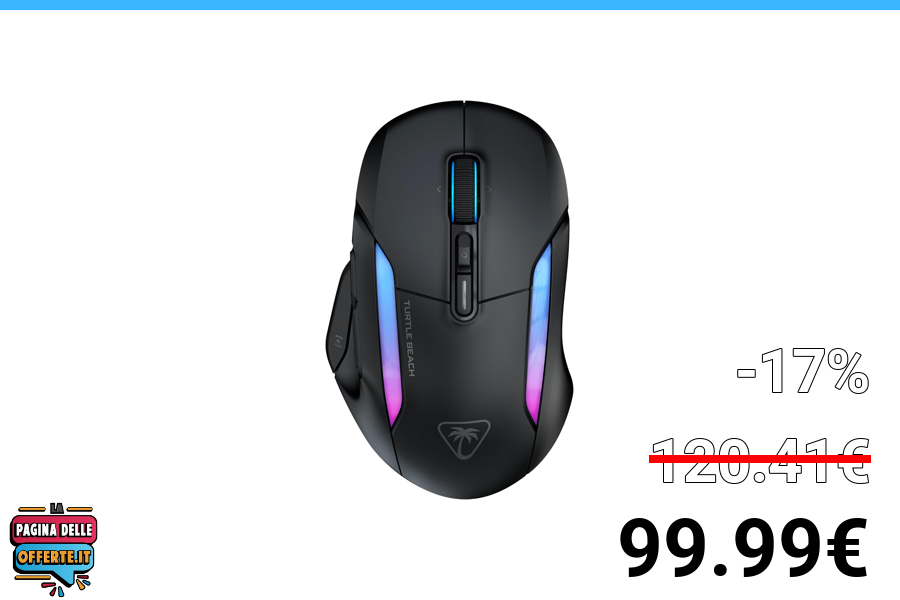 TURTLE BEACH
-17%
120.41€
99.99€
LA
PAGINA DELLE
OFFERTE.IT